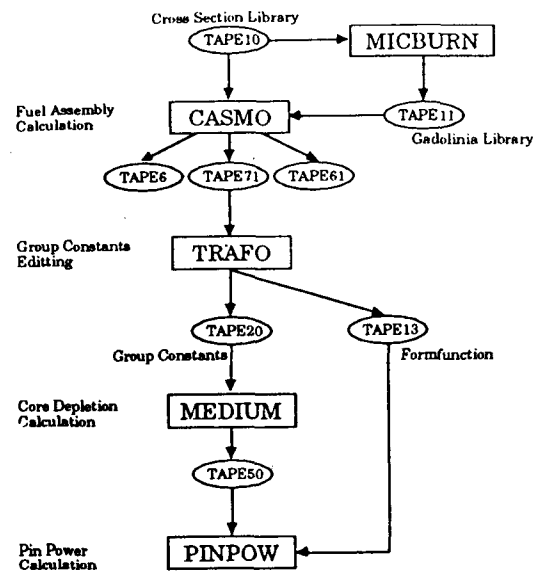 Cross Section Library
TAPE10
MICBURN
Fuel Assembly
Calculation
CASMO
TAPE11
Gadolinia Library
TAPE6
TAPE71
TAPE61
Group Constants
Editting
TRAFO
TAPE20
TAPE13
Group Constants
Formfunction
Core Depletion
Calculation
MEDIUM
TAPE50
Pin Power
Calculation
PINPOW